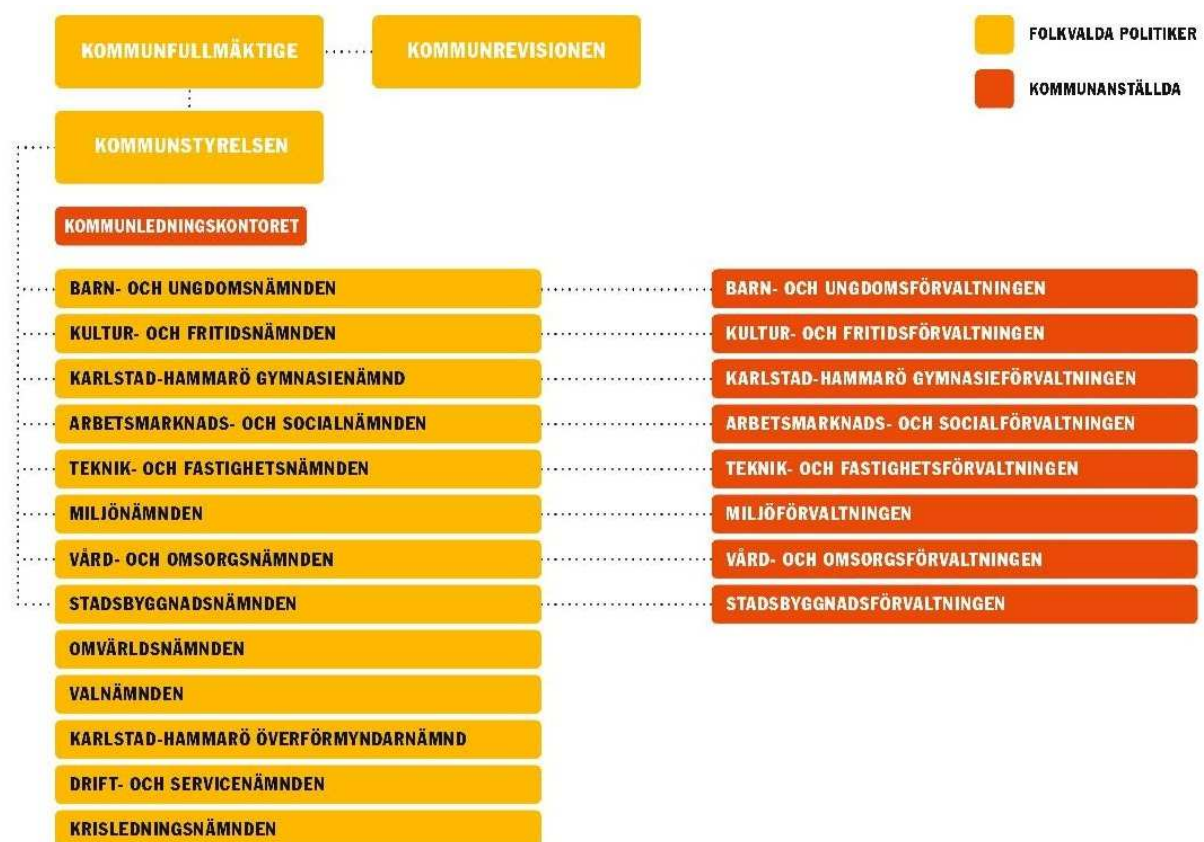 KOMMUNFULLMÄKTIGE
KOMMUNREVISIONEN
FOLKVALDA POLITIKER
KOMMUNANSTÄLLDA
KOMMUNSTYRELSEN
KOMMUNLEDNINGSKONTORET
BARN- OCH UNGDOMSNÄMNDEN
BARN- OCH UNGDOMSFÖRVALTNINGEN
KULTUR- OCH FRITIDSNÄMNDEN
KULTUR- OCH FRITIDSFÖRVALTNINGEN
KARLSTAD-HAMMARÖ GYMNASIENÄMND
KARLSTAD-HAMMARÖ GYMNASIEFÖRVALTNINGEN
ARBETSMARKNADS- OCH SOCIALNÄMNDEN
ARBETSMARKNADS- OCH SOCIALFÖRVALTNINGEN
TEKNIK- OCH FASTIGHETSNÄMNDEN
TEKNIK- OCH FASTIGHETSFÖRVALTNINGEN
MILJÖNÄMNDEN
MILJÖFÖRVALTNINGEN
VÅRD- OCH OMSORGSNÄMNDEN
VÅRD- OCH OMSORGSFÖRVALTNINGEN
STADSBYGGNADSNÄMNDEN
STADSBYGGNADSFÖRVALTNINGEN
OMVÄRLDSNÄMNDEN
VALNÄMNDEN
KARLSTAD-HAMMARÖ ÖVERFÖRMYNDARNÄMND
DRIFT- OCH SERVICENÄMNDEN
KRISLEDNINGSNÄMNDEN